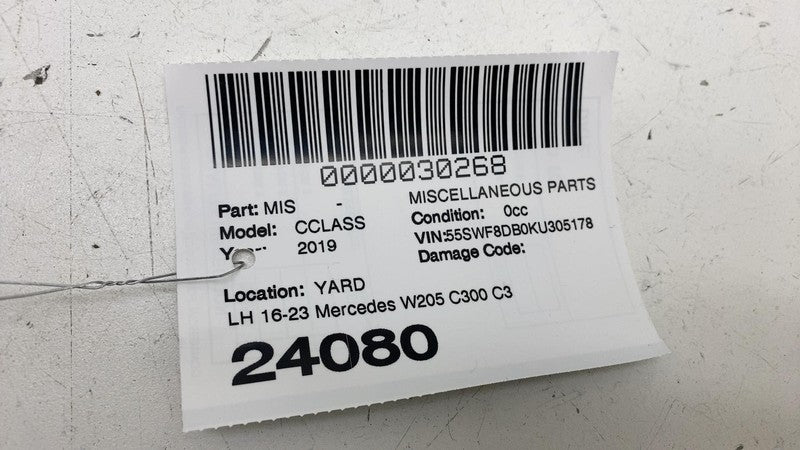 0000030268
Part: MIS - MISCELLANEOUS PARTS
Model: CCLASS Condition: 0cc
2019 VIN:55SWF8DB0KU305178
Damage Code:
Location: YARD
LH 16-23 Mercedes W205 C300 C3
24080